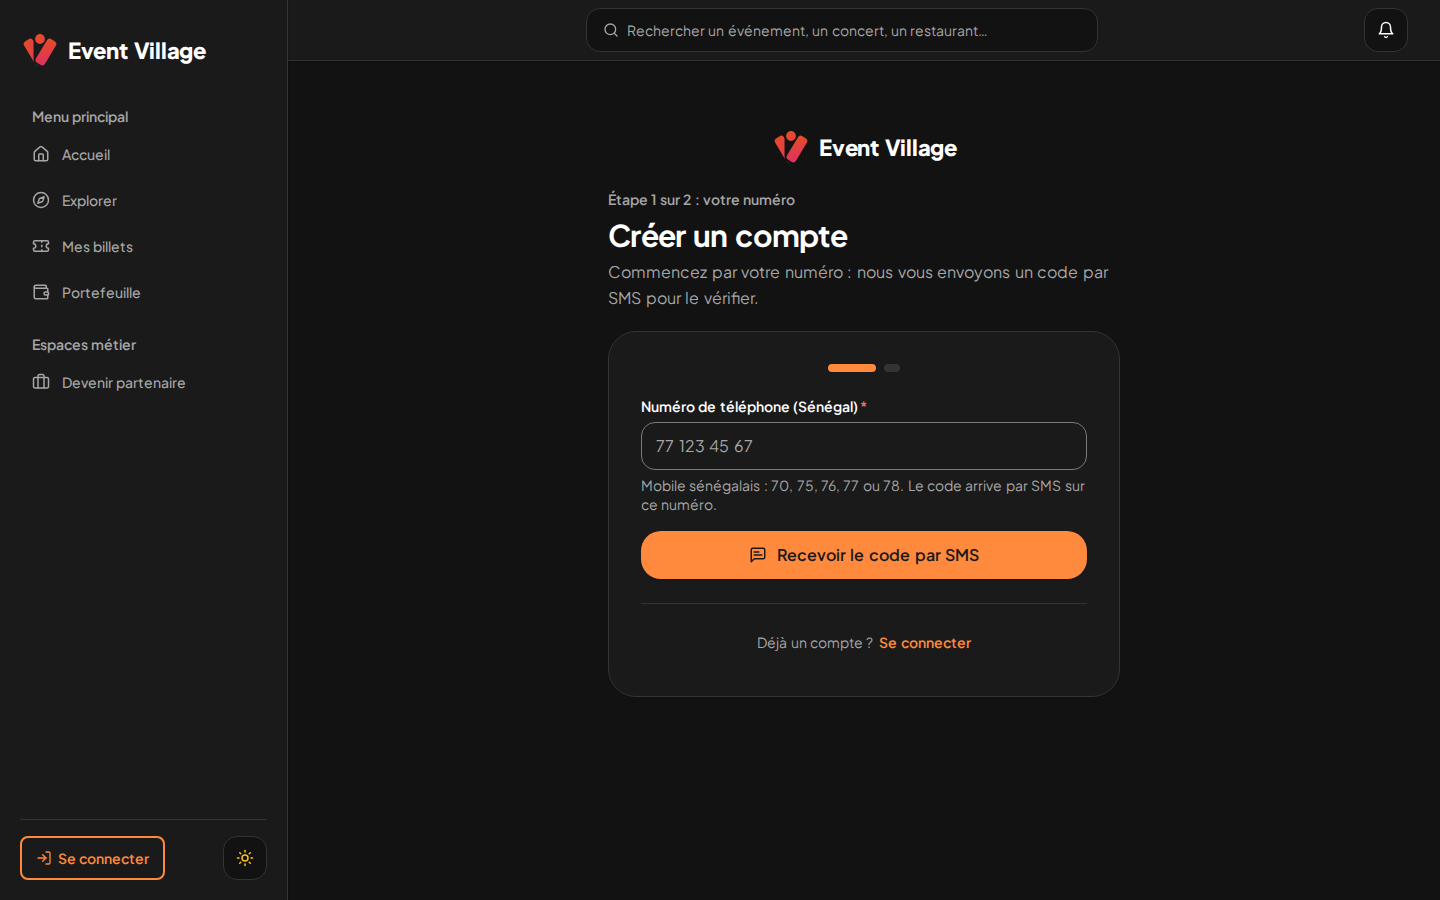 Event Village
Rechercher un événement, un concert, un restaurant...
Menu principal
Accueil
Explorer
Mes billets
Portefeuille
Espaces métier
Devenir partenaire
Se connecter
Event Village
Étape 1 sur 2 : votre numéro
Créer un compte
Commencez par votre numéro : nous vous envoyons un code par
SMS pour le vérifier.
Numéro de téléphone (Sénégal) *
77 123 45 67
Mobile sénégalais : 70, 75, 76, 77 ou 78. Le code arrive par SMS sur
ce numéro.
Recevoir le code par SMS
Déjà un compte ? Se connecter